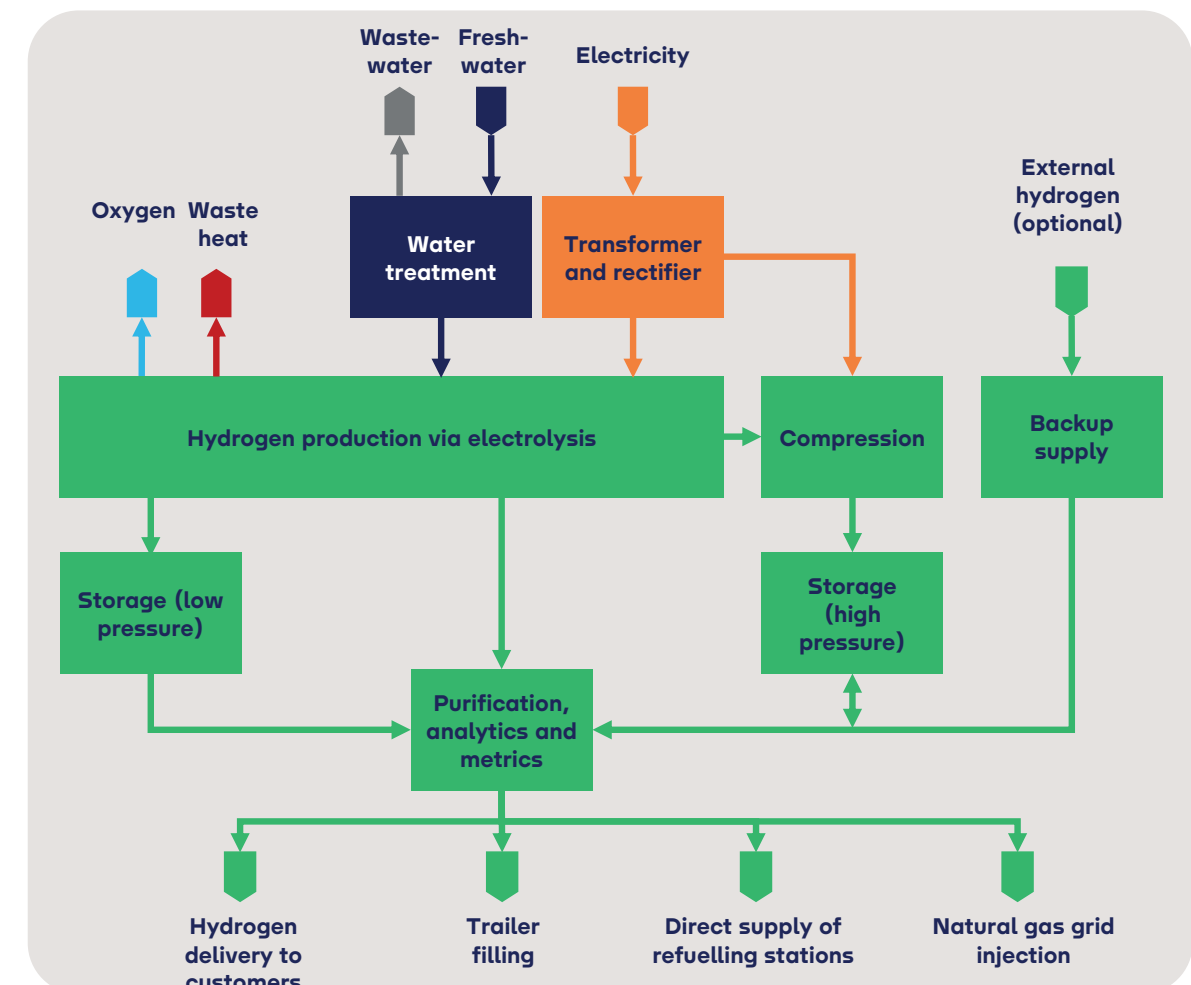 Waste-
water
Fresh-
water
Electricity
External
hydrogen
(optional)
Oxygen
Waste
heat
Water
treatment
Transformer
and rectifier
Hydrogen production via electrolysis
Compression
Backup
supply
Storage (low
pressure)
Storage
(high
pressure)
Purification,
analytics and
metrics
Hydrogen
delivery to
customers
Trailer
filling
Direct supply of
refuelling stations
Natural gas grid
injection